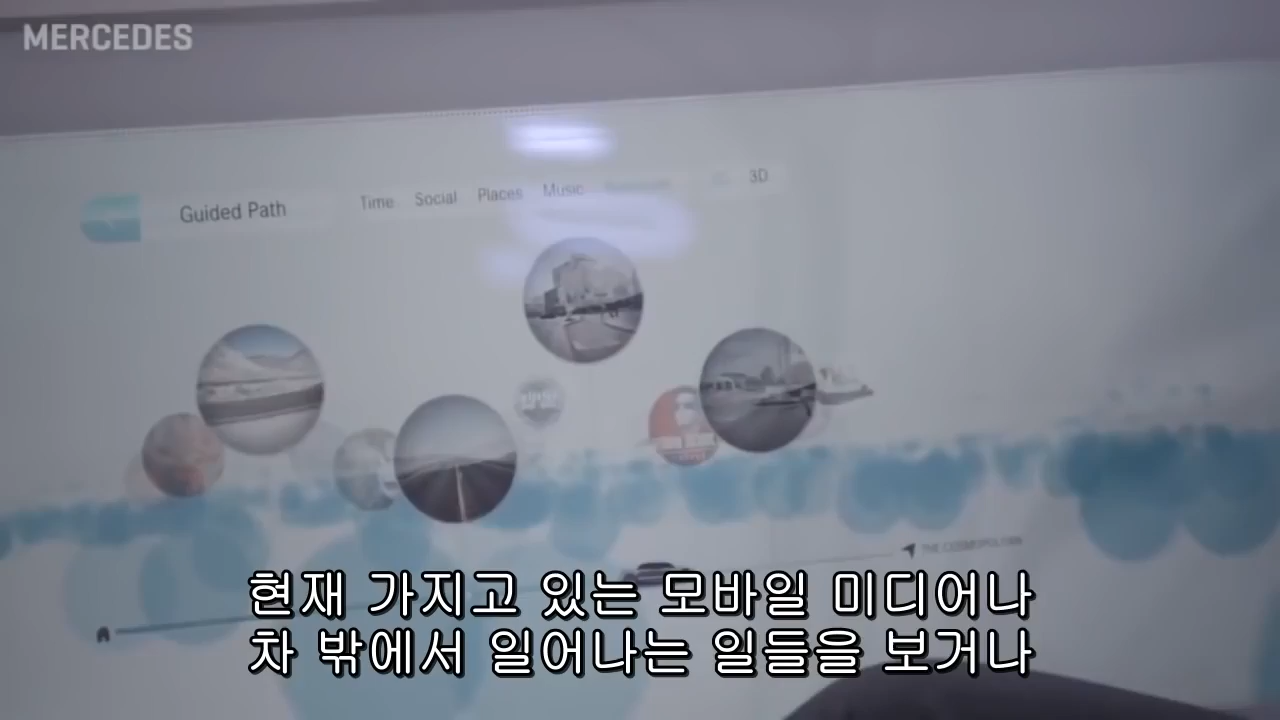 MERCEDES
Guided Path
Time Social Places Music
3D
THE COSMOPOLITAN
현재 가지고 있는 모바일 미디어나
차 밖에서 일어나는 일들을 보거나